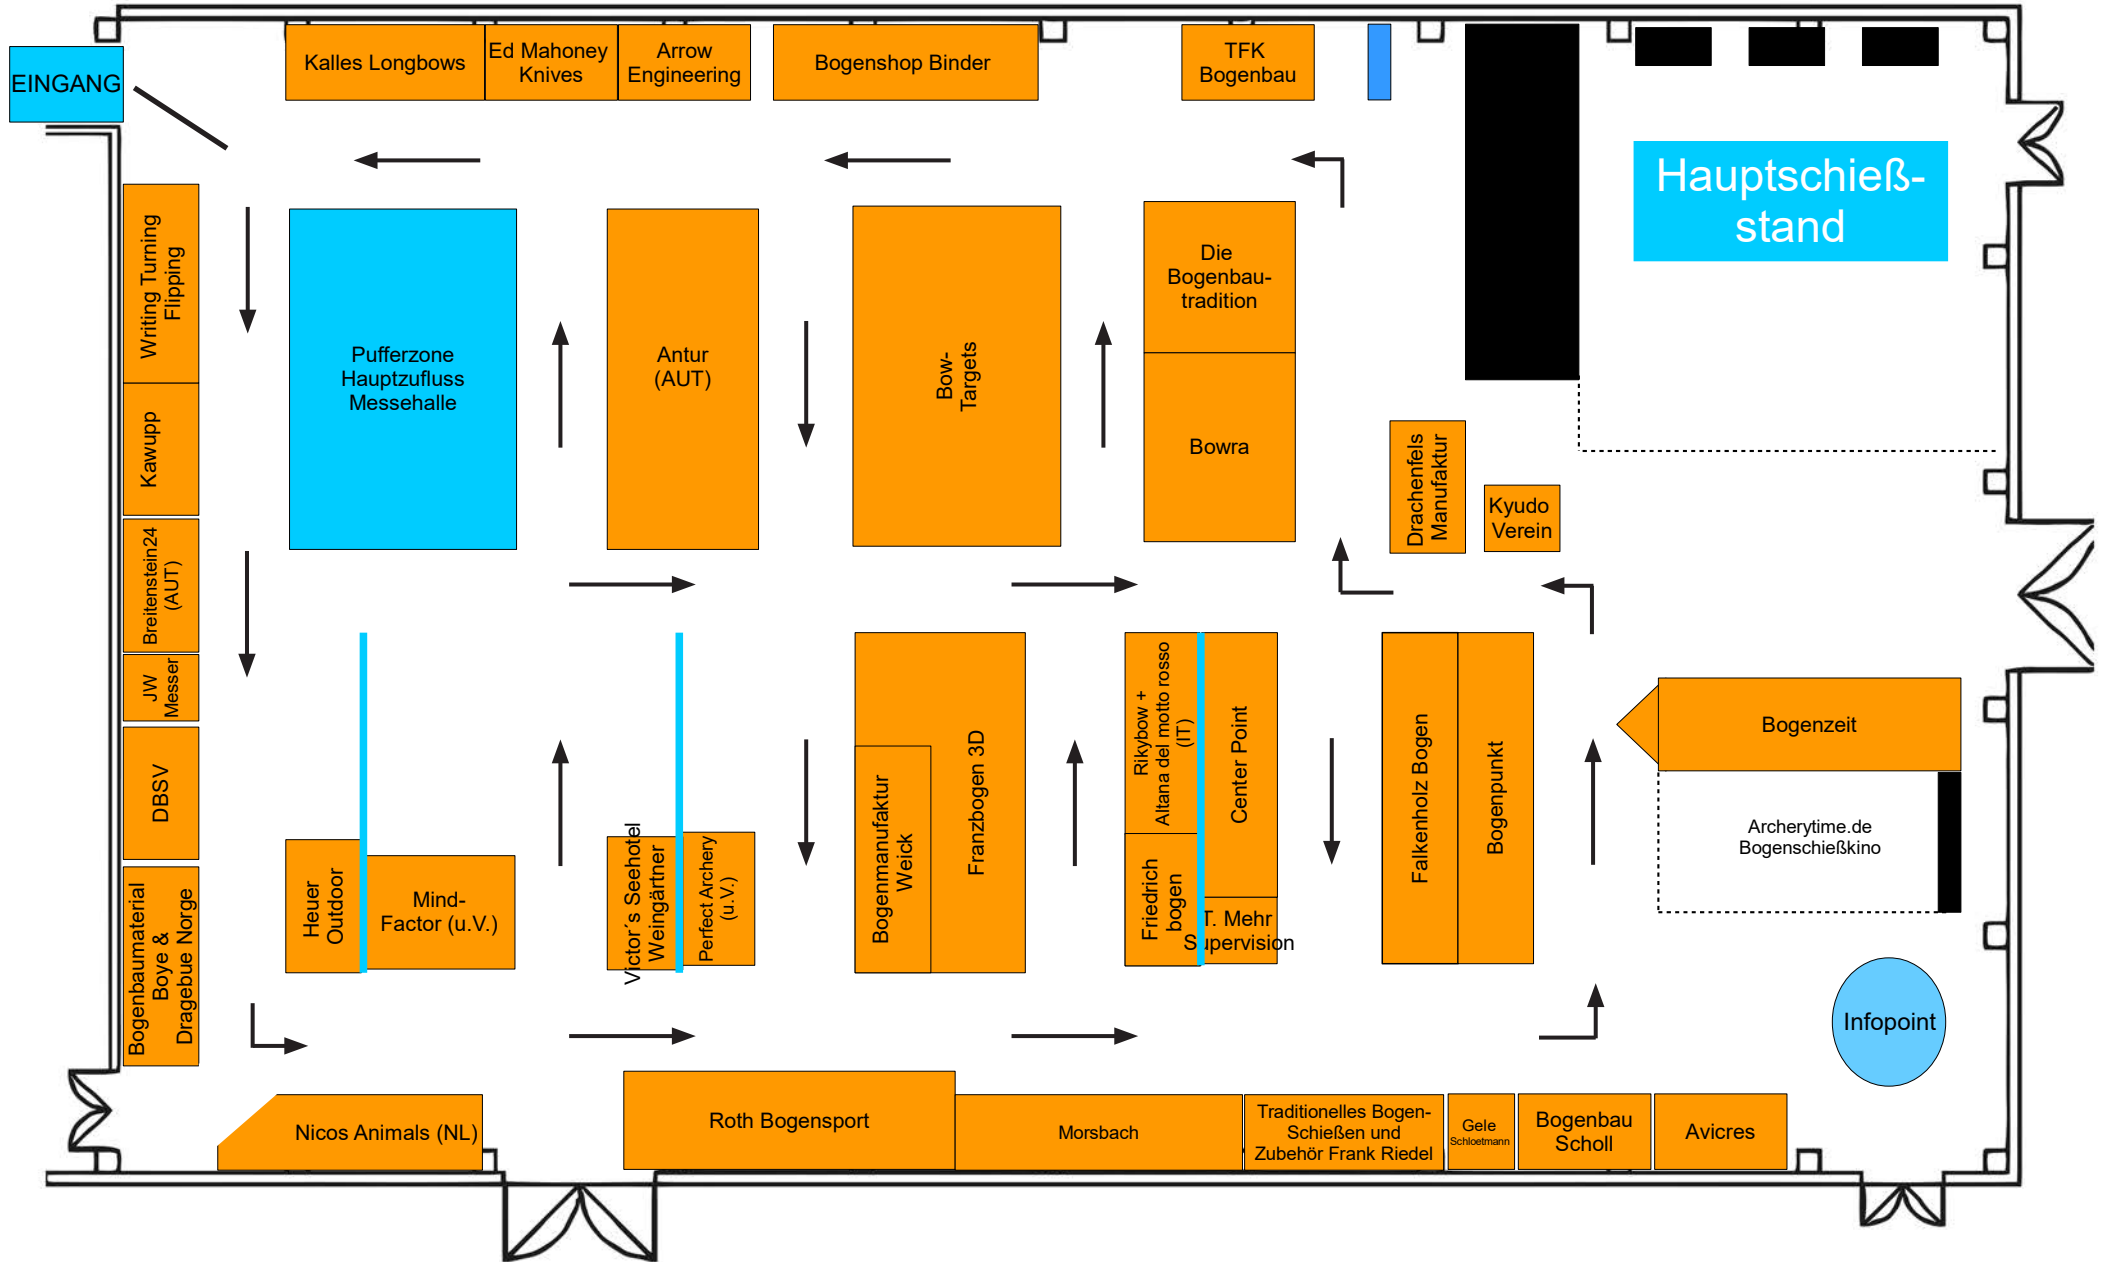 EINGANG
Kalles Longbows
Ed Mahoney
Knives
Arrow
Engineering
Bogenshop Binder
TFK
Bogenbau
Hauptschieß-
stand
Writing Turning
Flipping
Kawupp
Breitenstein24
(AUT)
JW
Messer
DBSV
Bogenbaumaterial
Boye &
Dragebue Norge
Pufferzone
Hauptzufluss
Messehalle
Antur
(AUT)
Bow-
Targets
Die
Bogenbau-
tradition
Bowra
Drachenfels
Manufaktur
Kyudo
Verein
Heuer
Outdoor
Mind-
Factor (u.V.)
Victor´s Seehotel
Weingärtner
Perfect Archery
(u.V.)
Bogenmanufaktur
Weick
Franzbogen 3D
Rikybow +
Altana del motto rosso
(IT)
Friedrich
bogen
Center Point
T. Mehr
Supervision
Falkenholz Bogen
Bogenpunkt
Bogenzeit
Archerytime.de
Bogenschießkino
Infopoint
Nicos Animals (NL)
Roth Bogensport
Morsbach
Traditionelles Bogen-
Schießen und
Zubehör Frank Riedel
Gele
Schloetmann
Bogenbau
Scholl
Avicres